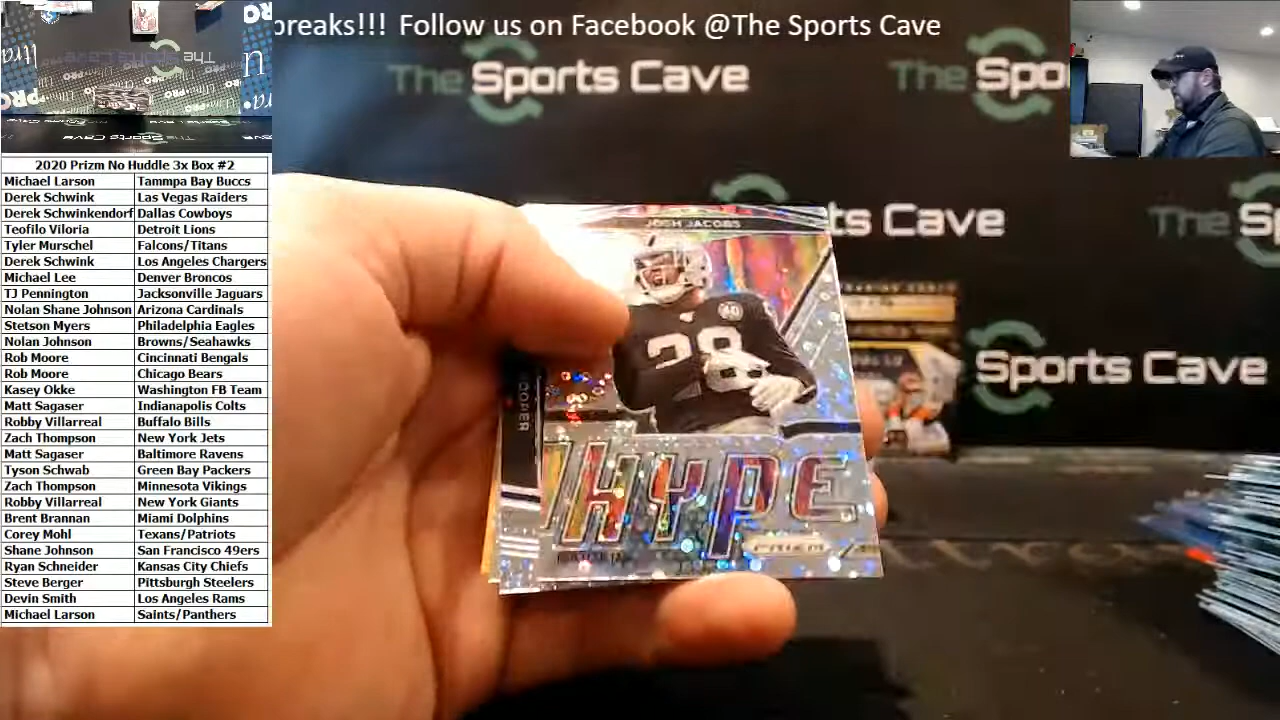 breaks!!! Follow us on Facebook @The Sports Cave
The Sports Cave
The Spo
The Sports Cave
2020 Prizm No Huddle 3x Box #2
Michael Larson Tammpa Bay Buccs
Derek Schwink Las Vegas Raiders
Derek Schwinkendorf Dallas Cowboys
Teofilo Viloria Detroit Lions
Tyler Murschel Falcons/Titans
Derek Schwink Los Angeles Chargers
Michael Lee Denver Broncos
TJ Pennington Jacksonville Jaguars
Nolan Shane Johnson Arizona Cardinals
Stetson Myers Philadelphia Eagles
Nolan Johnson Browns/Seahawks
Rob Moore Cincinnati Bengals
Rob Moore Chicago Bears
Kasey Okke Washington FB Team
Matt Sagaser Indianapolis Colts
Robby Villarreal Buffalo Bills
Zach Thompson New York Jets
Matt Sagaser Baltimore Ravens
Tyson Schwab Green Bay Packers
Zach Thompson Minnesota Vikings
Robby Villarreal New York Giants
Brent Brannan Miami Dolphins
Corey Mohl Texans/Patriots
Shane Johnson San Francisco 49ers
Ryan Schneider Kansas City Chiefs
Steve Berger Pittsburgh Steelers
Devin Smith Los Angeles Rams
Michael Larson Saints/Panthers
JOSH JACOBS
28
HYPE
PRIZM
COOPER
ts Cave
The S
Sports Cave